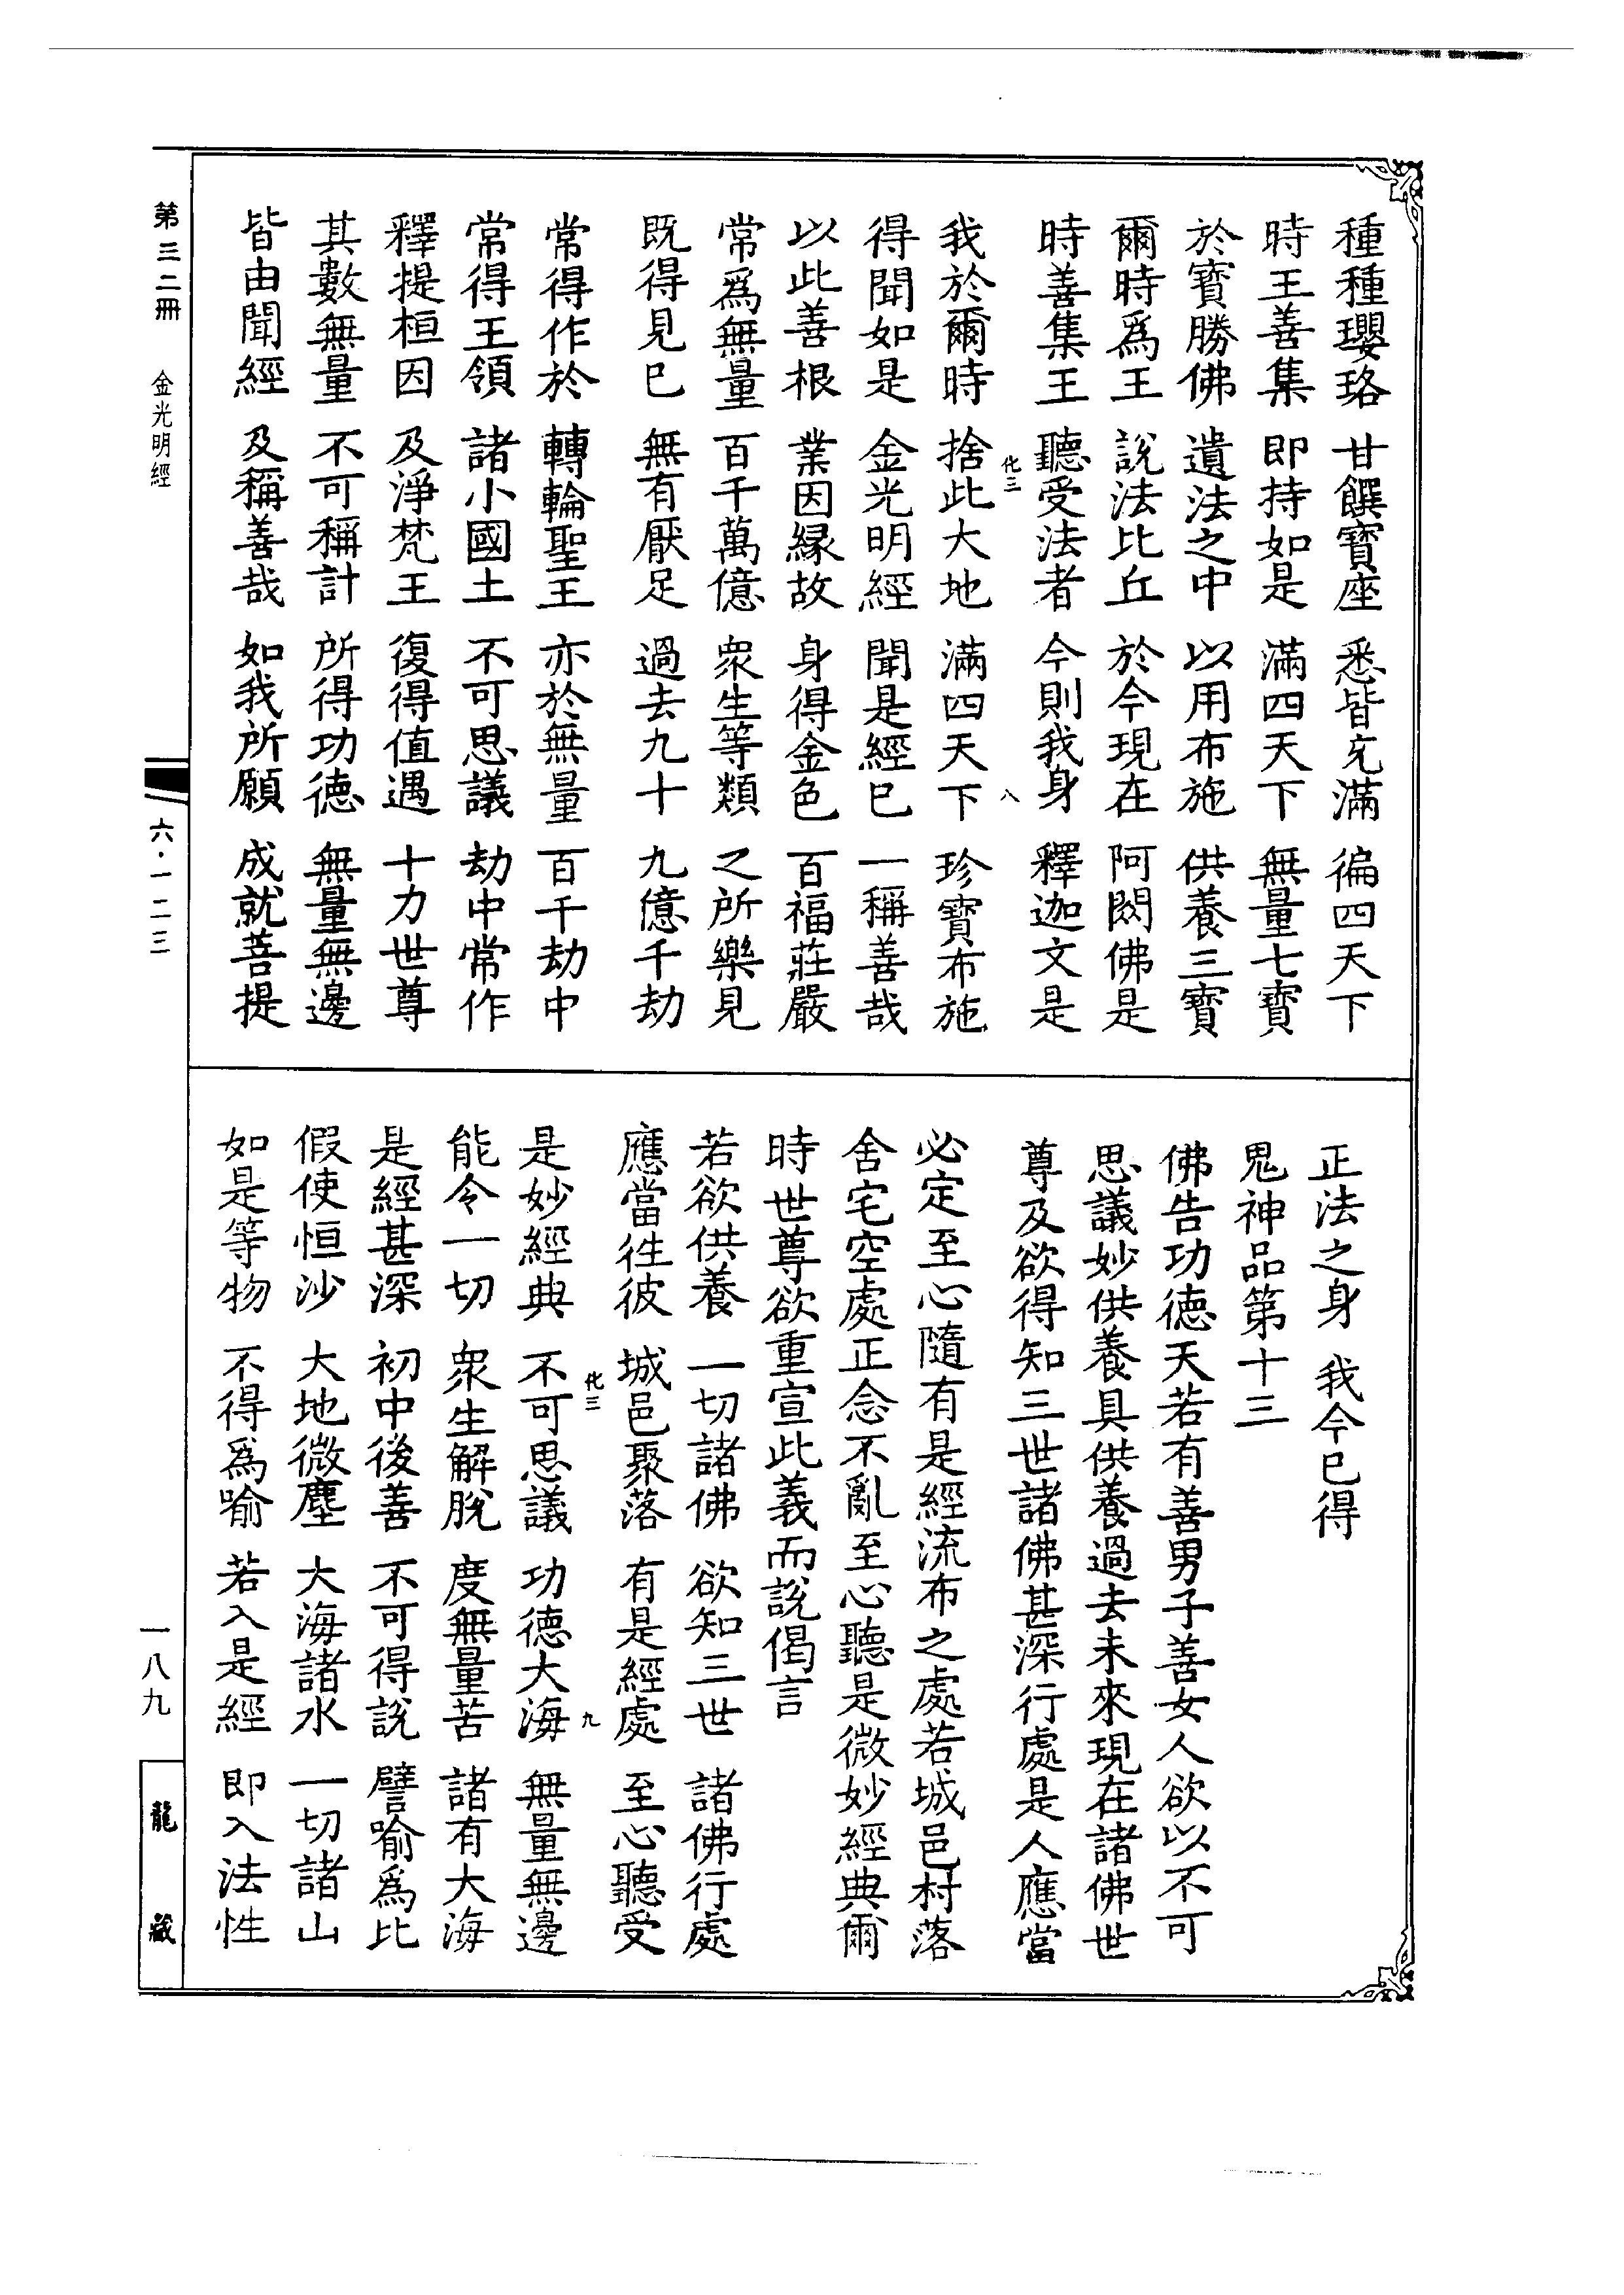 種種瓔珞 甘饌寶座 悉皆充滿 徧四天下
時王善集 即持如是 滿四天下 無量七寶
於寶勝佛 遺法之中 以用布施 供養三寶
爾時爲王 說法比丘 於今現在 阿閦佛是
時善集王 聽受法者 今則我身 釋迦文是
化三 八
我於爾時 捨此大地 滿四天下 珍寶布施
得聞如是 金光明經 聞是經已 一稱善哉
以此善根 業因緣故 身得金色 百福莊嚴
常爲無量 百千萬億 衆生等類 之所樂見
既得見已 無有厭足 過去九十 九億千劫
常得作於 轉輪聖王 亦於無量 百千劫中
常得王領 諸小國土 不可思議 劫中常作
釋提桓因 及淨梵王 復得值遇 十力世尊
其數無量 不可稱計 所得功德 無量無邊
皆由聞經 及稱善哉 如我所願 成就菩提
正法之身 我今已得
鬼神品第十三
佛告功德天若有善男子善女人欲以不可
思議妙供養具供養過去未來現在諸佛世
尊及欲得知三世諸佛甚深行處是人應當
必定至心隨有是經流布之處若城邑村落
舍宅空處正念不亂至心聽是微妙經典爾
時世尊欲重宣此義而說偈言
若欲供養 一切諸佛 欲知三世 諸佛行處
應當往彼 城邑聚落 有是經處 至心聽受
化三 九
是妙經典 不可思議 功德大海 無量無邊
能令一切 衆生解脫 度無量苦 諸有大海
是經甚深 初中後善 不可得說 譬喻爲比
假使恒沙 大地微塵 大海諸水 一切諸山
如是等物 不得爲喻 若入是經 即入法性
第三二冊 金光明經 六·一二三 一八九 龍藏